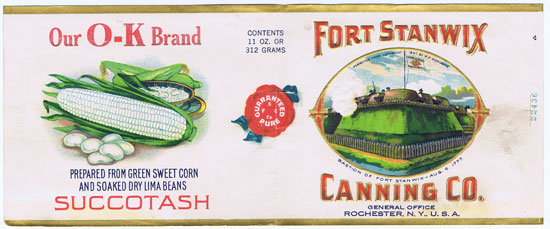 Our O-K Brand
PREPARED FROM GREEN SWEET CORN
AND SOAKED DRY LIMA BEANS
SUCCOTASH
CONTENTS
11 OZ. OR
312 GRAMS
GUARANTEED
PURE
FORT STANWIX
BASTION OF FORT STANWIX-AUG. 6, 1777
CANNING CO.
GENERAL OFFICE
ROCHESTER, N.Y., U.S.A.
4
22436